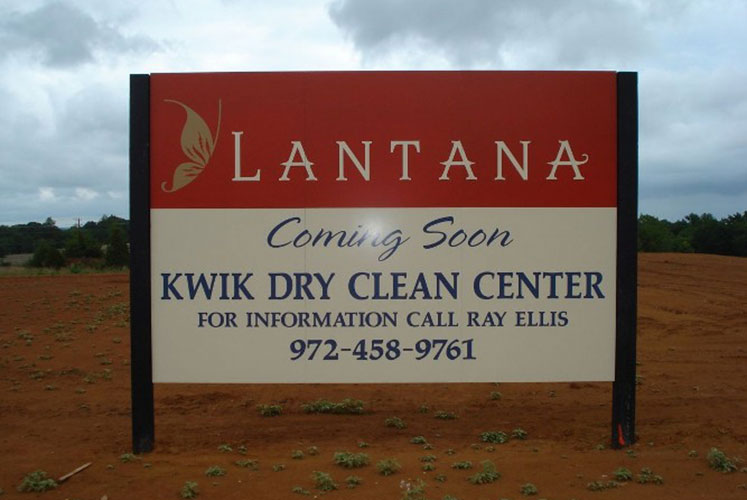 LANTANA
Coming Soon
KWIK DRY CLEAN CENTER
FOR INFORMATION CALL RAY ELLIS
972-458-9761